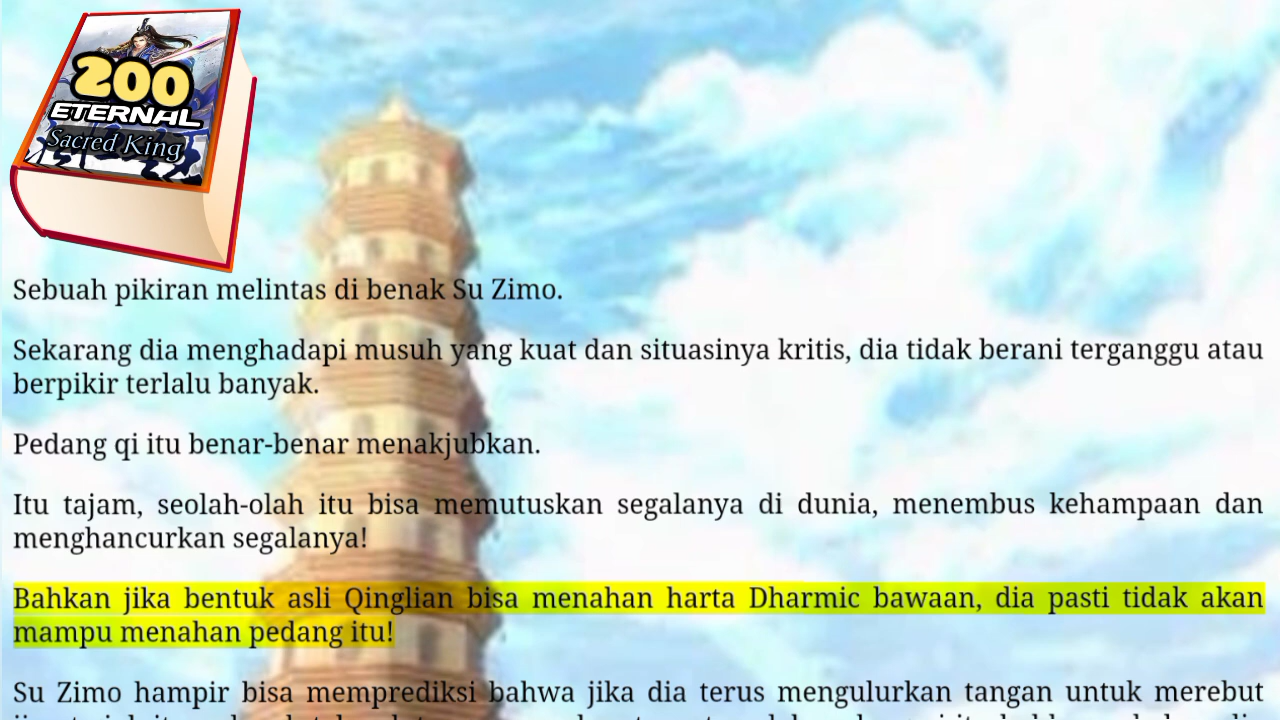 200
ETERNAL
Sacred King
Sebuah pikiran melintas di benak Su Zimo.
Sekarang dia menghadapi musuh yang kuat dan situasinya kritis, dia tidak berani terganggu atau
berpikir terlalu banyak.
Pedang qi itu benar-benar menakjubkan.
Itu tajam, seolah-olah itu bisa memutuskan segalanya di dunia, menembus kehampaan dan
menghancurkan segalanya!
Bahkan jika bentuk asli Qinglian bisa menahan harta Dharmic bawaan, dia pasti tidak akan
mampu menahan pedang itu!
Su Zimo hampir bisa memprediksi bahwa jika dia terus mengulurkan tangan untuk merebut